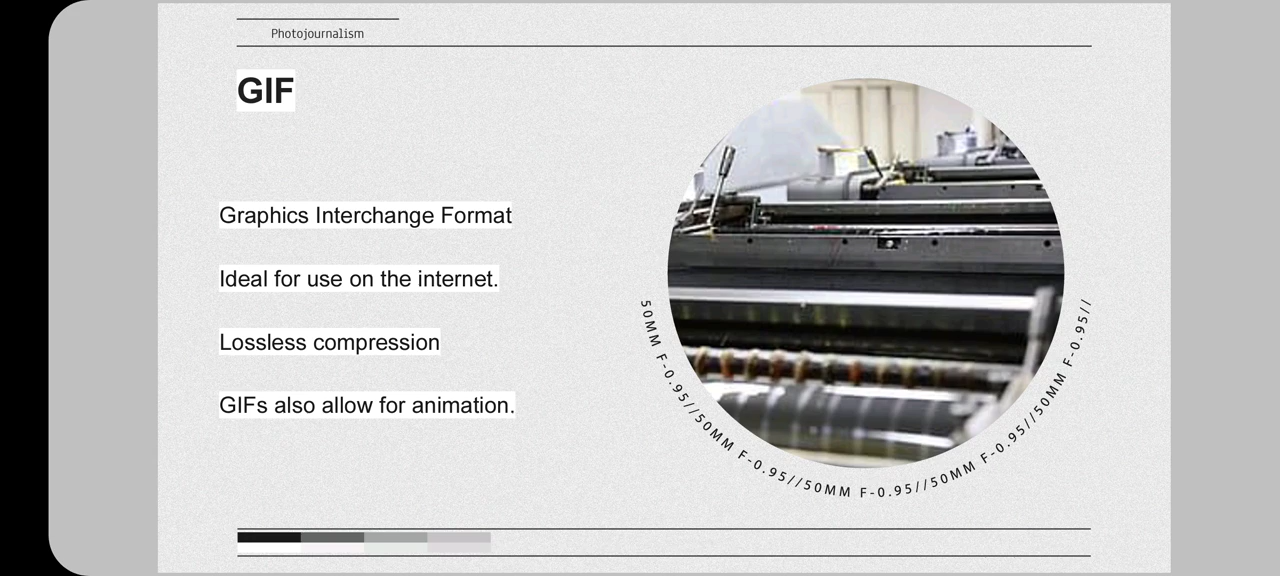 Photojournalism
GIF
Graphics Interchange Format
Ideal for use on the internet.
Lossless compression
GIFs also allow for animation.
50MM F-0.95//50MM F-0.95//50MM F-0.95//50MM F-0.95//50MM F-0.95//